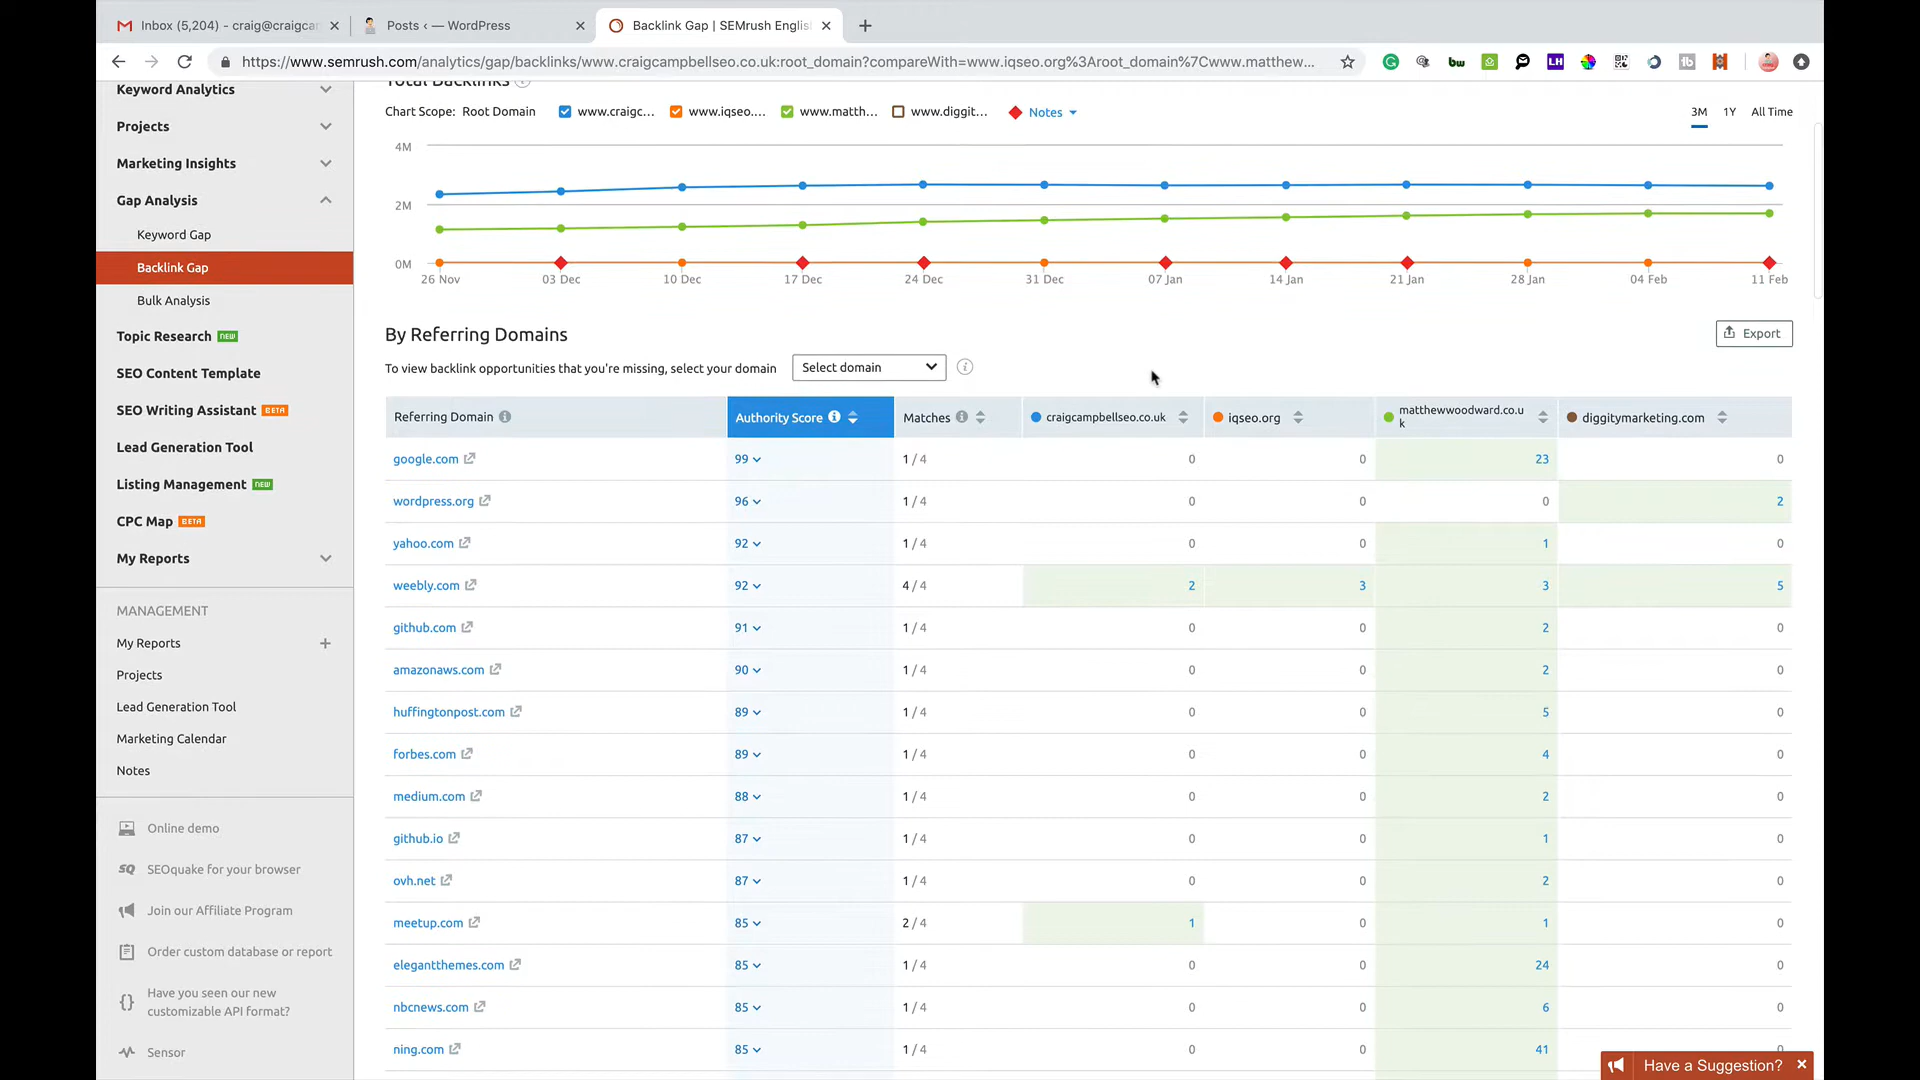 Inbox (5,204) - craig@craigcar
Posts ‹ — WordPress
Backlink Gap | SEMrush Englis
https://www.semrush.com/analytics/gap/backlinks/www.craigcampbellseo.co.uk:root_domain?compareWith=www.iqseo.org%3Aroot_domain%7Cwww.matthew...
Keyword Analytics
Projects
Marketing Insights
Gap Analysis
Keyword Gap
Backlink Gap
Bulk Analysis
Topic Research NEW
SEO Content Template
SEO Writing Assistant BETA
Lead Generation Tool
Listing Management NEW
CPC Map BETA
My Reports
MANAGEMENT
My Reports +
Projects
Lead Generation Tool
Marketing Calendar
Notes
Online demo
SQ SEOquake for your browser
Join our Affiliate Program
Order custom database or report
{} Have you seen our new
customizable API format?
Sensor
Total Backlinks
Chart Scope: Root Domain www.craigc... www.iqseo.... www.matth... www.diggit... Notes
3M 1Y All Time
4M
2M
0M
26 Nov 03 Dec 10 Dec 17 Dec 24 Dec 31 Dec 07 Jan 14 Jan 21 Jan 28 Jan 04 Feb 11 Feb
By Referring Domains
Export
To view backlink opportunities that you're missing, select your domain Select domain
Referring Domain Authority Score Matches craigcampbellseo.co.uk iqseo.org matthewwoodward.co.u
k diggitymarketing.com
google.com 99 1 / 4 0 0 23 0
wordpress.org 96 1 / 4 0 0 0 2
yahoo.com 92 1 / 4 0 0 1 0
weebly.com 92 4 / 4 2 3 3 5
github.com 91 1 / 4 0 0 2 0
amazonaws.com 90 1 / 4 0 0 2 0
huffingtonpost.com 89 1 / 4 0 0 5 0
forbes.com 89 1 / 4 0 0 4 0
medium.com 88 1 / 4 0 0 2 0
github.io 87 1 / 4 0 0 1 0
ovh.net 87 1 / 4 0 0 2 0
meetup.com 85 2 / 4 1 0 1 0
elegantthemes.com 85 1 / 4 0 0 24 0
nbcnews.com 85 1 / 4 0 0 6 0
ning.com 85 1 / 4 0 0 41 0
Have a Suggestion?
bw
LH
fb